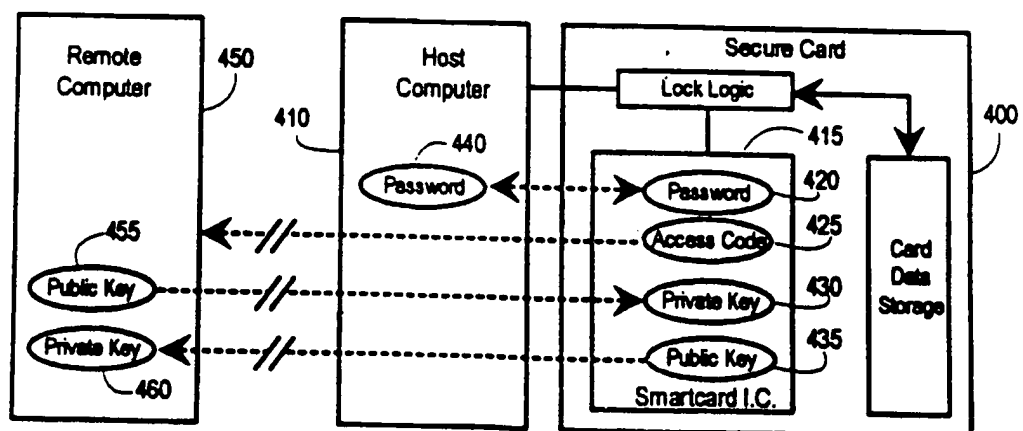 Remote
Computer
450
Host
Computer
410
440
Password
455
Public Key
Private Key
460
Secure Card
Lock Logic
400
415
Password
420
Access Code
425
Private Key
430
435
Public Key
Smartcard I.C.
Card
Data
Storage